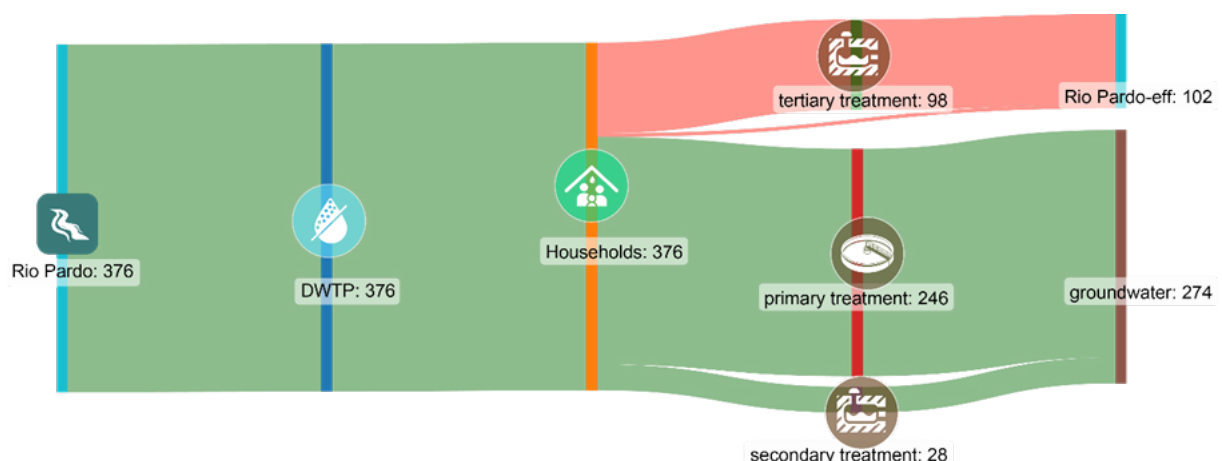 tertiary treatment: 98
Rio Pardo-eff: 102
Households: 376
Rio Pardo: 376
DWTP: 376
primary treatment: 246
groundwater: 274
secondary treatment: 28